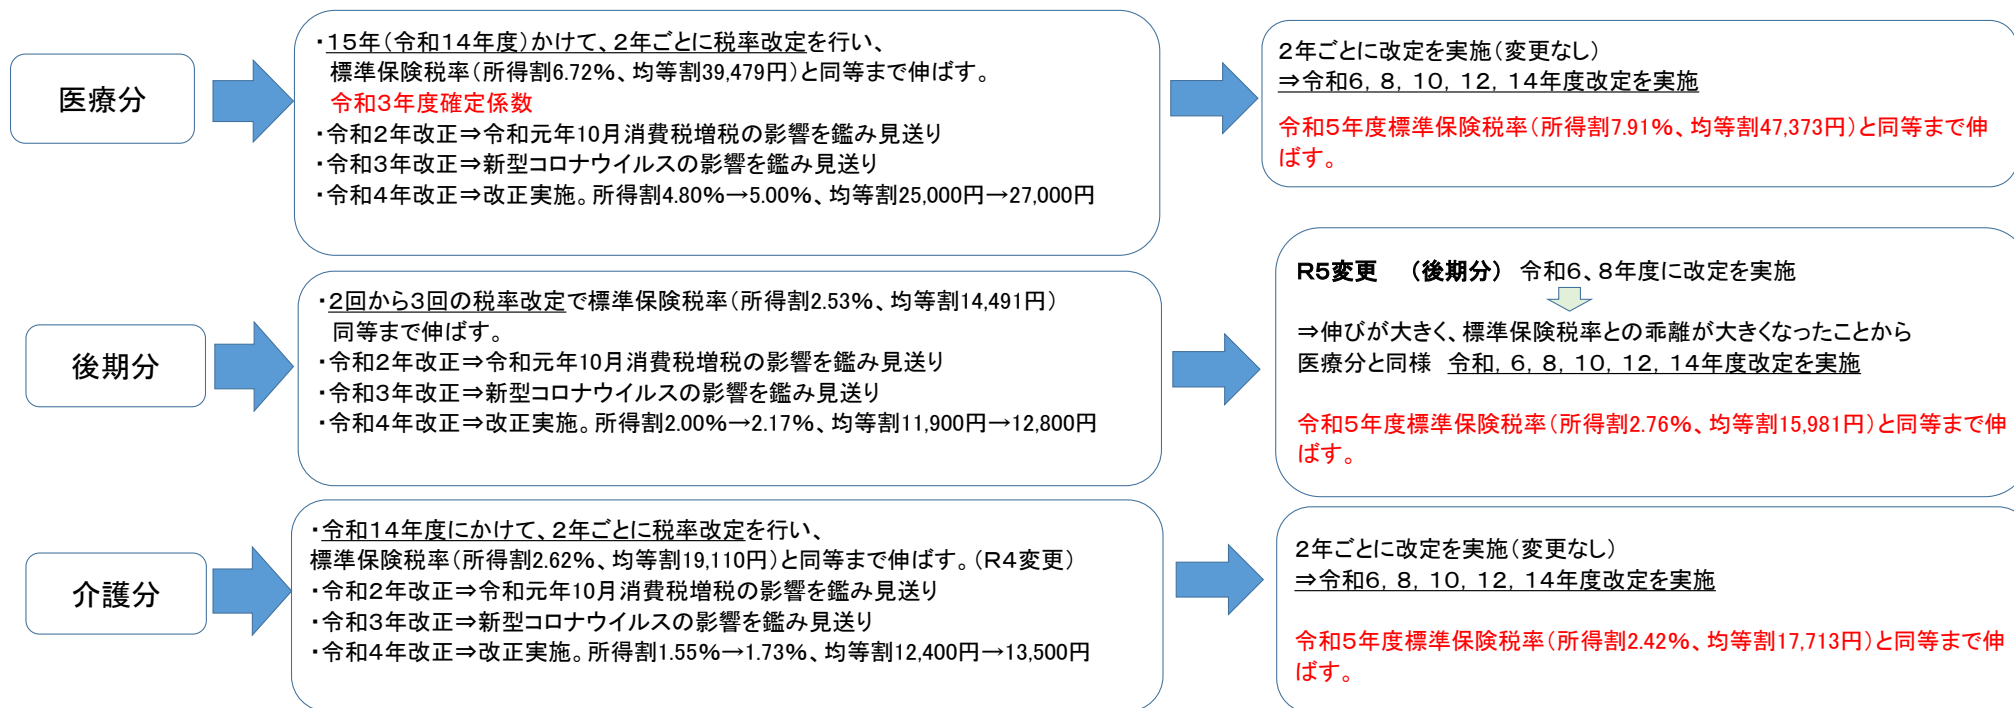 医療分
・15年(令和14年度)かけて、2年ごとに税率改定を行い、
標準保険税率(所得割6.72%、均等割39,479円)と同等まで伸ばす。
令和3年度確定係数
・令和2年改正⇒令和元年10月消費税増税の影響を鑑み見送り
・令和3年改正⇒新型コロナウイルスの影響を鑑み見送り
・令和4年改正⇒改正実施。所得割4.80%→5.00%、均等割25,000円→27,000円
2年ごとに改定を実施(変更なし)
⇒令和6, 8, 10, 12, 14年度改定を実施
令和5年度標準保険税率(所得割7.91%、均等割47,373円)と同等まで伸
ばす。
後期分
・2回から3回の税率改定で標準保険税率(所得割2.53%、均等割14,491円)
同等まで伸ばす。
・令和2年改正⇒令和元年10月消費税増税の影響を鑑み見送り
・令和3年改正⇒新型コロナウイルスの影響を鑑み見送り
・令和4年改正⇒改正実施。所得割2.00%→2.17%、均等割11,900円→12,800円
R5変更 (後期分) 令和6、8年度に改定を実施
⇒伸びが大きく、標準保険税率との乖離が大きくなったことから
医療分と同様 令和, 6, 8, 10, 12, 14年度改定を実施
令和5年度標準保険税率(所得割2.76%、均等割15,981円)と同等まで伸
ばす。
介護分
・令和14年度にかけて、2年ごとに税率改定を行い、
標準保険税率(所得割2.62%、均等割19,110円)と同等まで伸ばす。(R4変更)
・令和2年改正⇒令和元年10月消費税増税の影響を鑑み見送り
・令和3年改正⇒新型コロナウイルスの影響を鑑み見送り
・令和4年改正⇒改正実施。所得割1.55%→1.73%、均等割12,400円→13,500円
2年ごとに改定を実施(変更なし)
⇒令和6, 8, 10, 12, 14年度改定を実施
令和5年度標準保険税率(所得割2.42%、均等割17,713円)と同等まで伸
ばす。